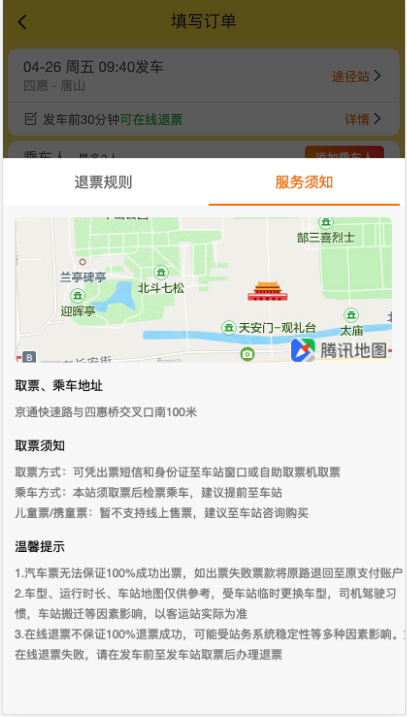 填写订单
04-26 周五 09:40发车
途径站
四惠 - 唐山
发车前30分钟可在线退票
详情
退票规则
服务须知
郜三喜烈士
兰亭碑亭
北斗七松
迎晖亭
天安门-观礼台
太庙
B
长安街
腾讯地图
取票、乘车地址
京通快速路与四惠桥交叉口南100米
取票须知
取票方式：可凭出票短信和身份证至车站窗口或自助取票机取票
乘车方式：本站须取票后检票乘车，建议提前至车站
儿童票/携童票：暂不支持线上售票，建议至车站咨询购买
温馨提示
1.汽车票无法保证100%成功出票，如出票失败票款将原路退回至原支付账户
2.车型、运行时长、车站地图仅供参考，受车站临时更换车型，司机驾驶习
惯，车站搬迁等因素影响，以客运站实际为准
3.在线退票不保证100%退票成功，可能受站务系统稳定性等多种因素影响。
在线退票失败，请在发车前至发车站取票后办理退票